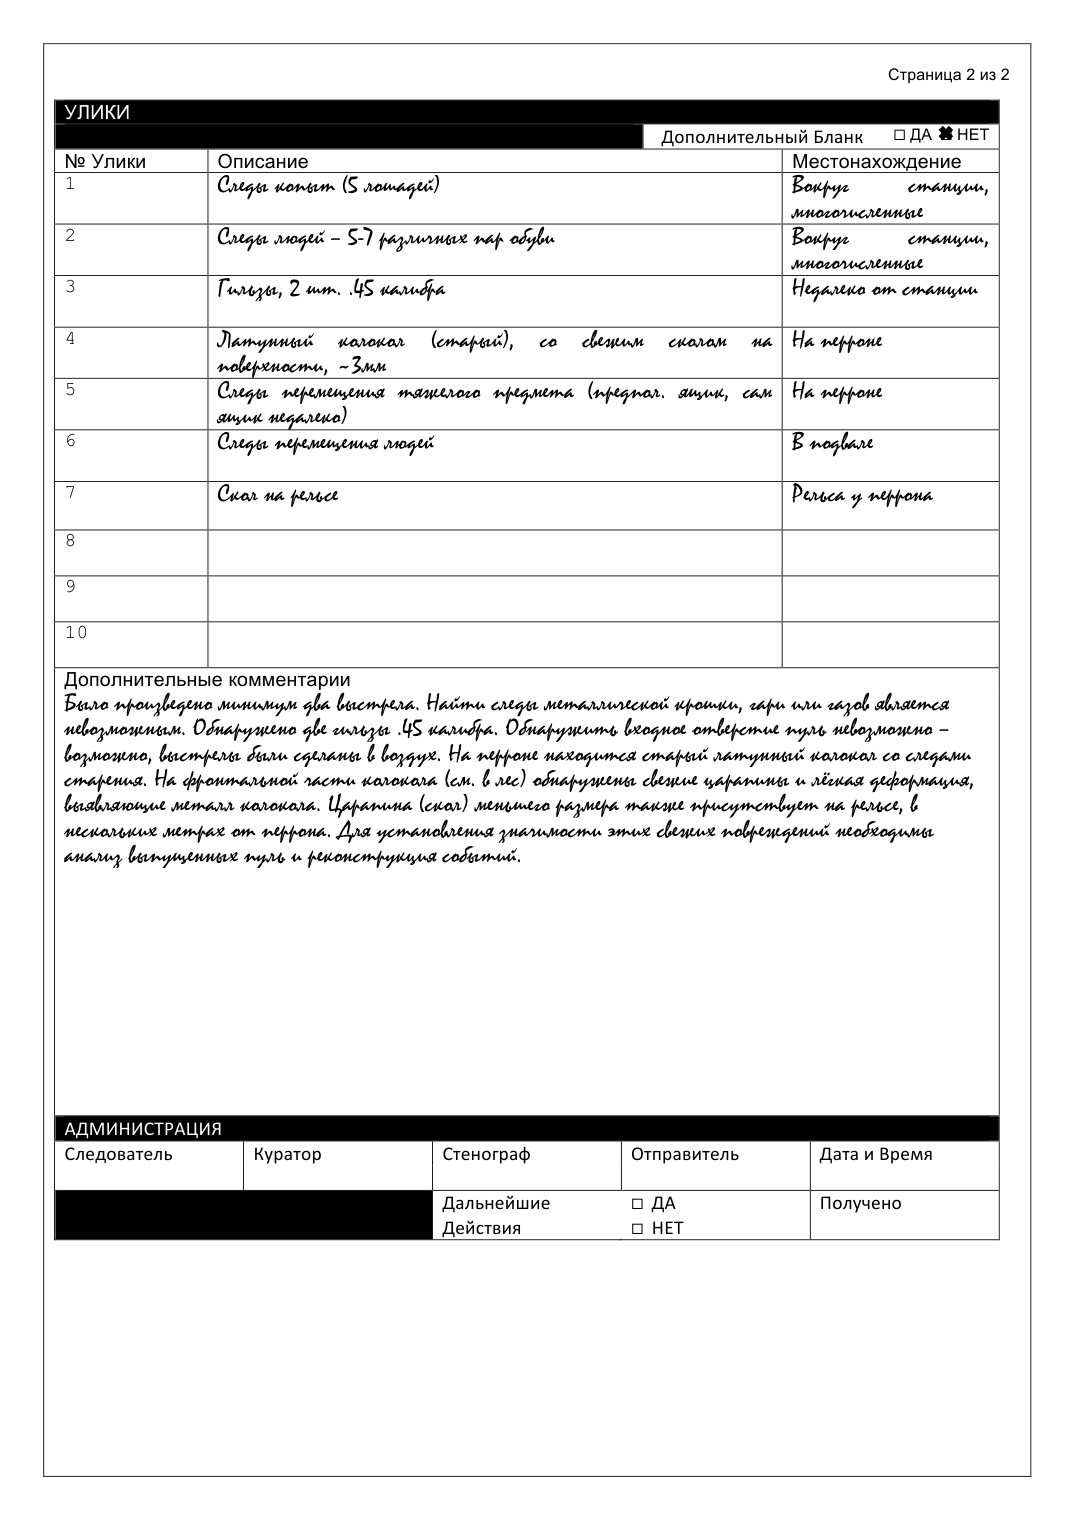 Страница 2 из 2
УЛИКИ
Дополнительный Бланк □ ДА ✖ НЕТ
№ Улики Описание Местонахождение
1 Следы копыт (5 лошадей) Вокруг станции,
многочисленные
2 Следы людей – 5-7 различных пар обуви Вокруг станции,
многочисленные
3 Гильзы, 2 шт. .45 калибра Недалеко от станции
4 Латунный колокол (старый), со свежим сколом на На перроне
поверхности, ~3мм
5 Следы перемещения тяжелого предмета (предпол. ящик, сам На перроне
ящик недалеко)
6 Следы перемещения людей В подвале
7 Скол на рельсе Рельса у перрона
8
9
10
Дополнительные комментарии
Было произведено минимум два выстрела. Найти следы металлической крошки, гари или газов является
невозможным. Обнаружено две гильзы .45 калибра. Обнаружить входное отверстие пуль невозможно –
возможно, выстрелы были сделаны в воздух. На перроне находится старый латунный колокол со следами
старения. На фронтальной части колокола (см. в лес) обнаружены свежие царапины и лёгкая деформация,
выявляющие металл колокола. Царапина (скол) меньшего размера также присутствует на рельсе, в
нескольких метрах от перрона. Для установления значимости этих свежих повреждений необходимы
анализ выпущенных пуль и реконструкция событий.
АДМИНИСТРАЦИЯ
Следователь Куратор Стенограф Отправитель Дата и Время
Дальнейшие □ ДА Получено
Действия □ НЕТ